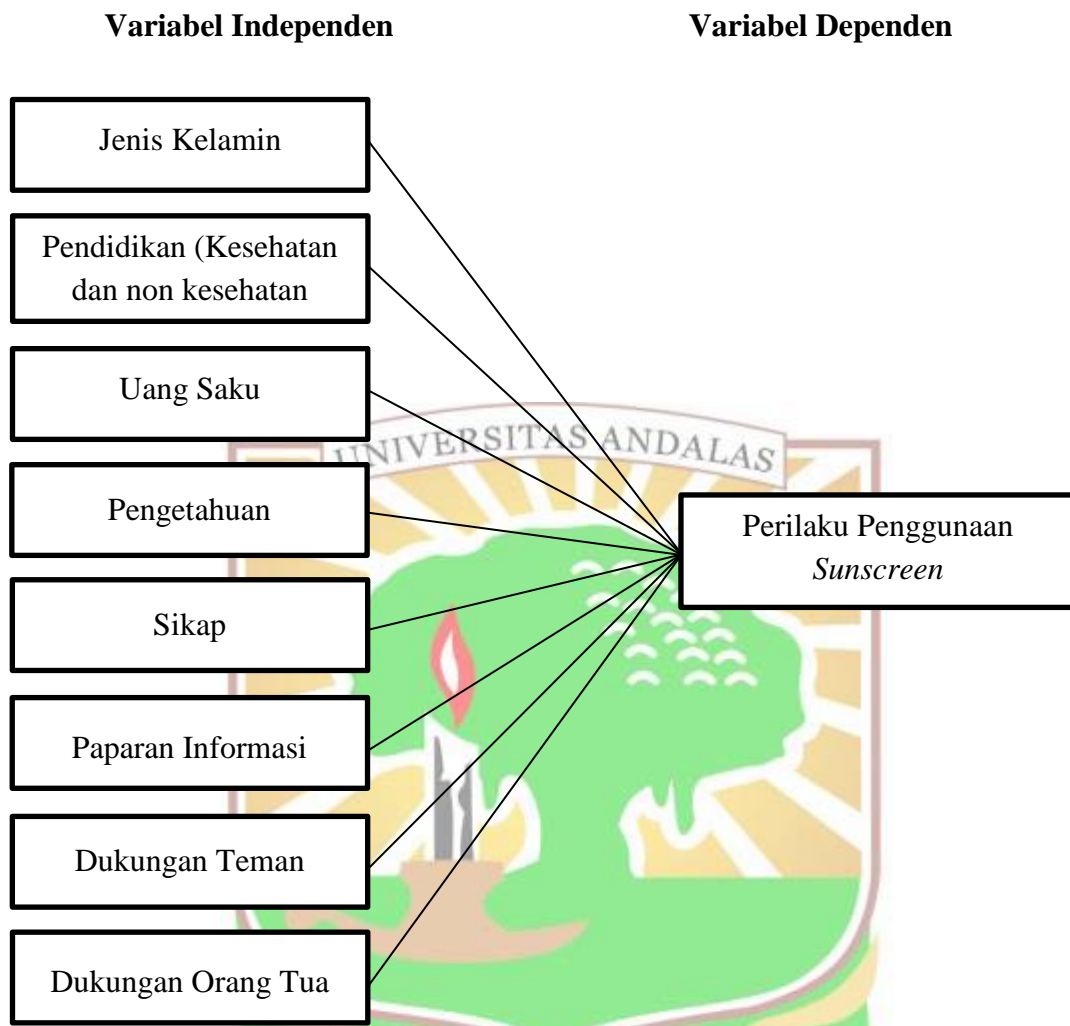 Variabel Independen
Variabel Dependen
Jenis Kelamin
Pendidikan (Kesehatan
dan non kesehatan
Uang Saku
UNIVERSITAS ANDALAS
Pengetahuan
Perilaku Penggunaan
Sunscreen
Sikap
Paparan Informasi
Dukungan Teman
Dukungan Orang Tua